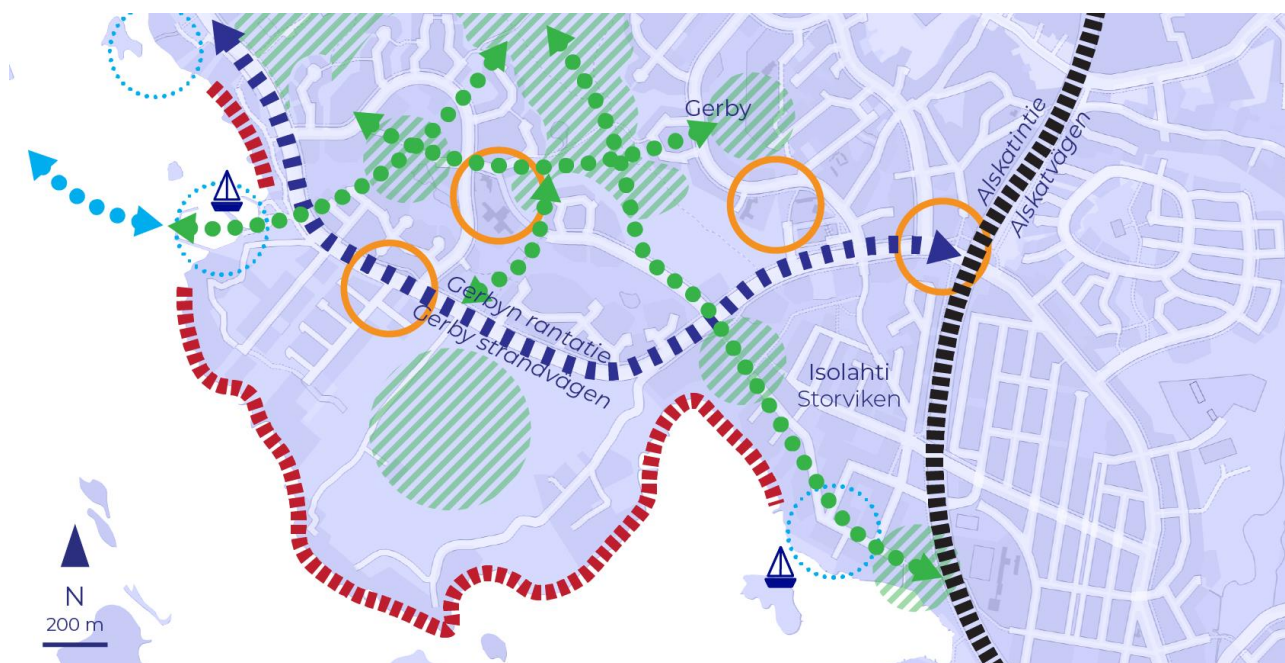 Gerby
Alskatintie
Alskatvägen
Gerbyn rantatie
Gerby strandvägen
Isolahti
Storviken
N
200 m